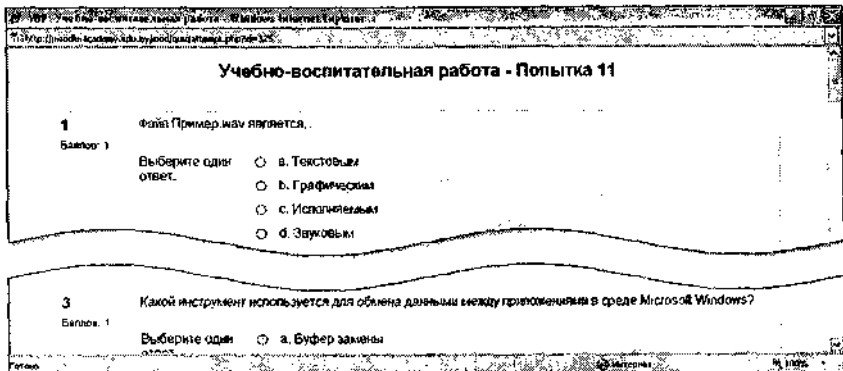 Учебно-воспитательная работа - Попытка 11
1
Файл Пример.wav является
Баллов: 1
Выберите один ответ.
a. Текстовым
b. Графическим
c. Исполняемым
d. Звуковым
3
Какой инструмент используется для обмена данными между приложениями в среде Microsoft Windows?
Баллов: 1
Выберите один
a. Буфер замены
Готово